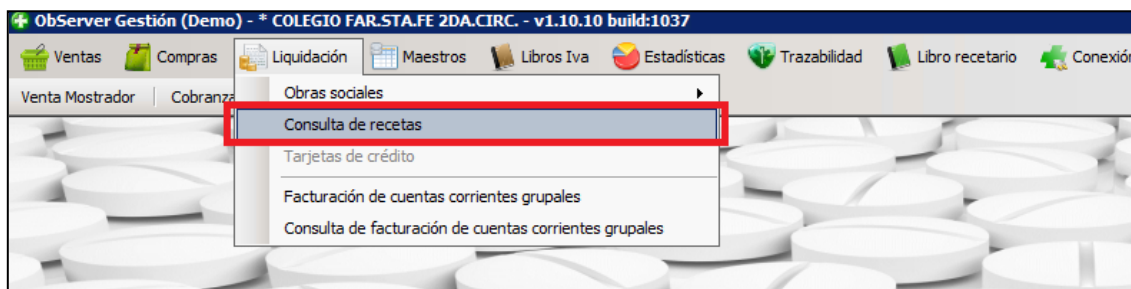 ObServer Gestión (Demo) - * COLEGIO FAR.STA.FE 2DA.CIRC. - v1.10.10 build:1037
Ventas Compras Liquidación Maestros Libros Iva Estadísticas Trazabilidad Libro recetario Conexión
Venta Mostrador Cobranza
Obras sociales
Consulta de recetas
Tarjetas de crédito
Facturación de cuentas corrientes grupales
Consulta de facturación de cuentas corrientes grupales